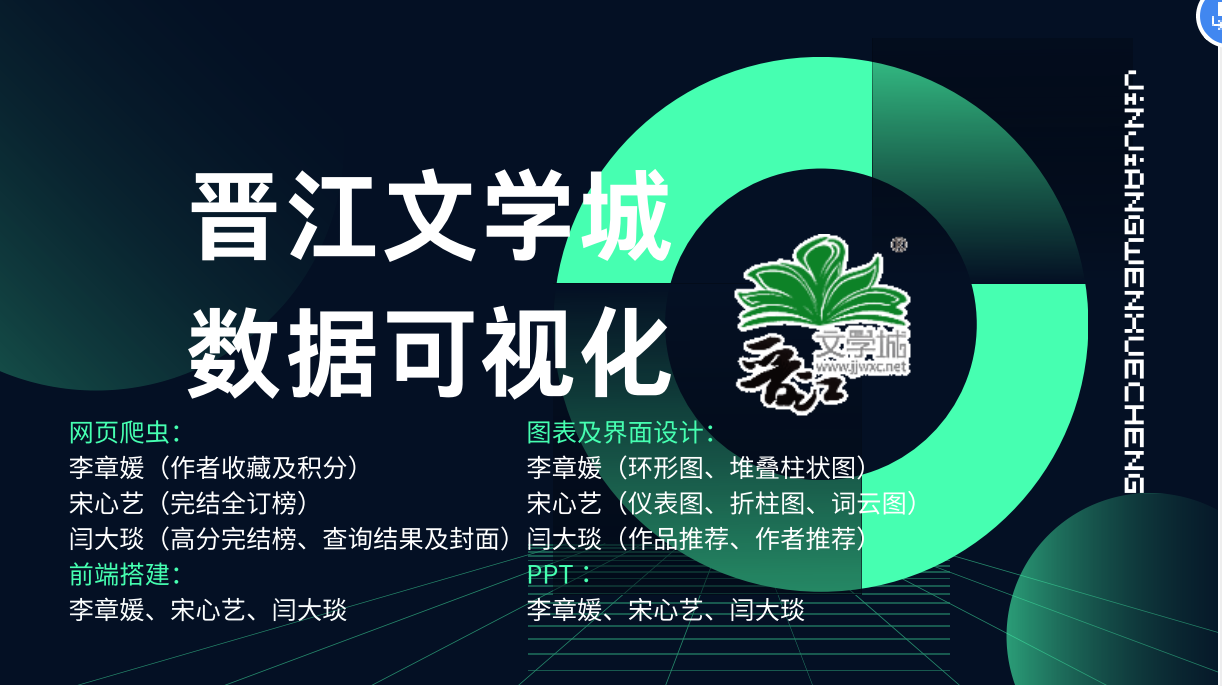 晋江文学城
数据可视化
®
文學城
www.jjwxc.net
晋江
JINJIANGWENXUECHENG
网页爬虫：
李章媛（作者收藏及积分）
宋心艺（完结全订榜）
闫大琰（高分完结榜、查询结果及封面）
前端搭建：
李章媛、宋心艺、闫大琰
图表及界面设计：
李章媛（环形图、堆叠柱状图）
宋心艺（仪表图、折柱图、词云图）
闫大琰（作品推荐、作者推荐）
PPT：
李章媛、宋心艺、闫大琰